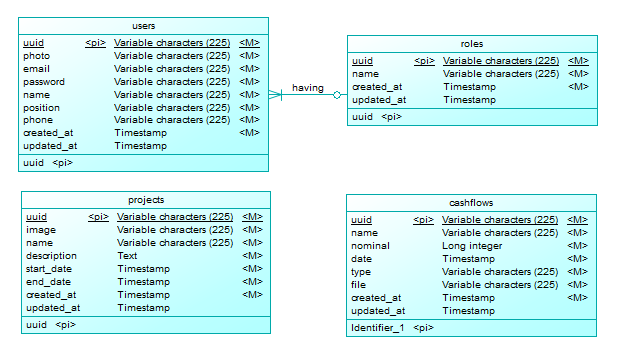 users
uuid <pi> Variable characters (225) <M>
photo Variable characters (225) <M>
email Variable characters (225) <M>
password Variable characters (225) <M>
name Variable characters (225) <M>
position Variable characters (225) <M>
phone Variable characters (225) <M>
created_at Timestamp <M>
updated_at Timestamp
uuid <pi>
having
roles
uuid <pi> Variable characters (225) <M>
name Variable characters (225) <M>
created_at Timestamp <M>
updated_at Timestamp
uuid <pi>
projects
uuid <pi> Variable characters (225) <M>
image Variable characters (225) <M>
name Variable characters (225) <M>
description Text <M>
start_date Timestamp <M>
end_date Timestamp <M>
created_at Timestamp <M>
updated_at Timestamp
uuid <pi>
cashflows
uuid <pi> Variable characters (225) <M>
name Variable characters (225) <M>
nominal Long integer <M>
date Timestamp <M>
type Variable characters (225) <M>
file Variable characters (225) <M>
created_at Timestamp <M>
updated_at Timestamp
Identifier_1 <pi>